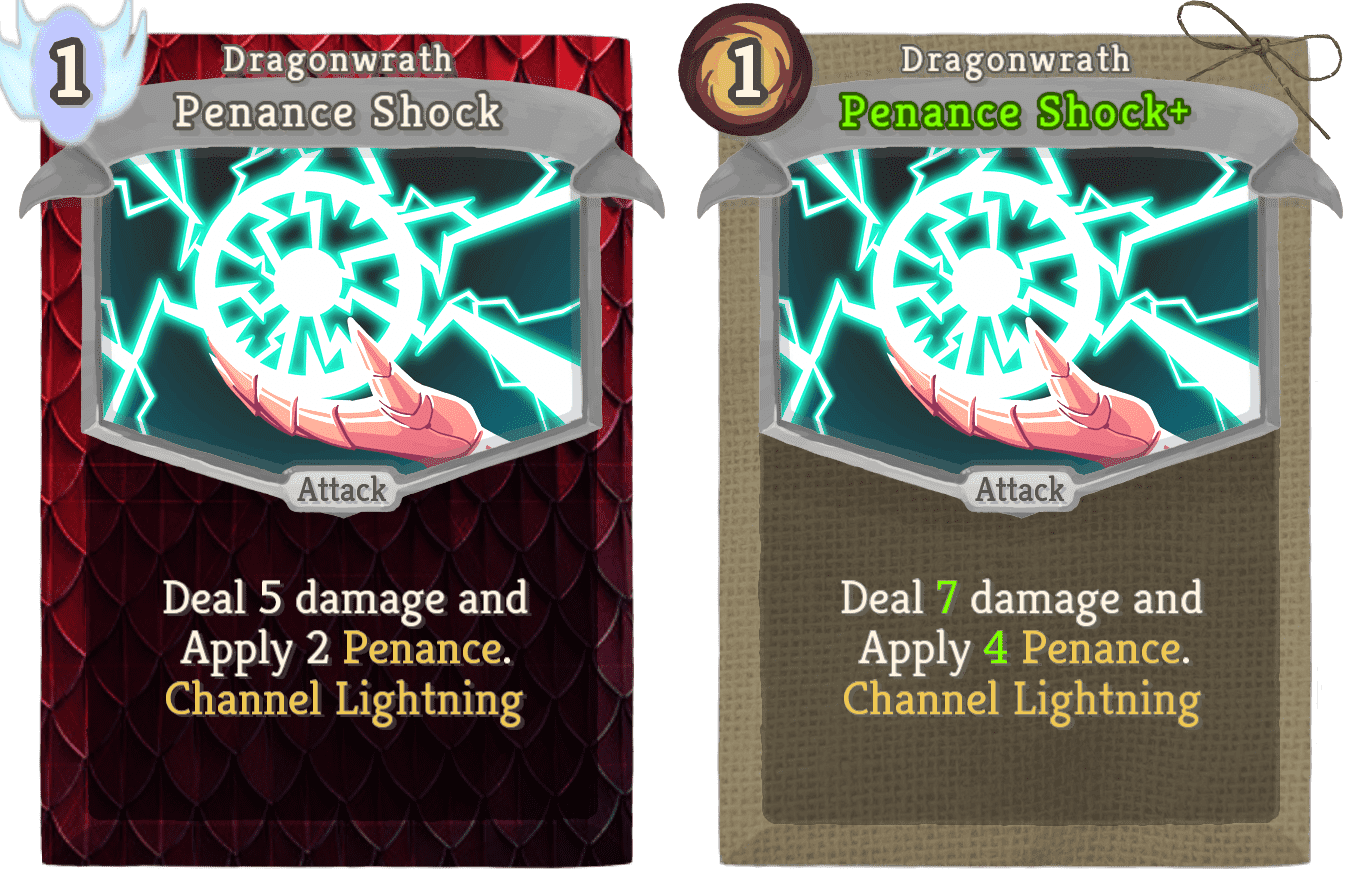 1
Dragonwrath
Penance Shock
Attack
Deal 5 damage and
Apply 2 Penance.
Channel Lightning
1
Dragonwrath
Penance Shock+
Attack
Deal 7 damage and
Apply 4 Penance.
Channel Lightning